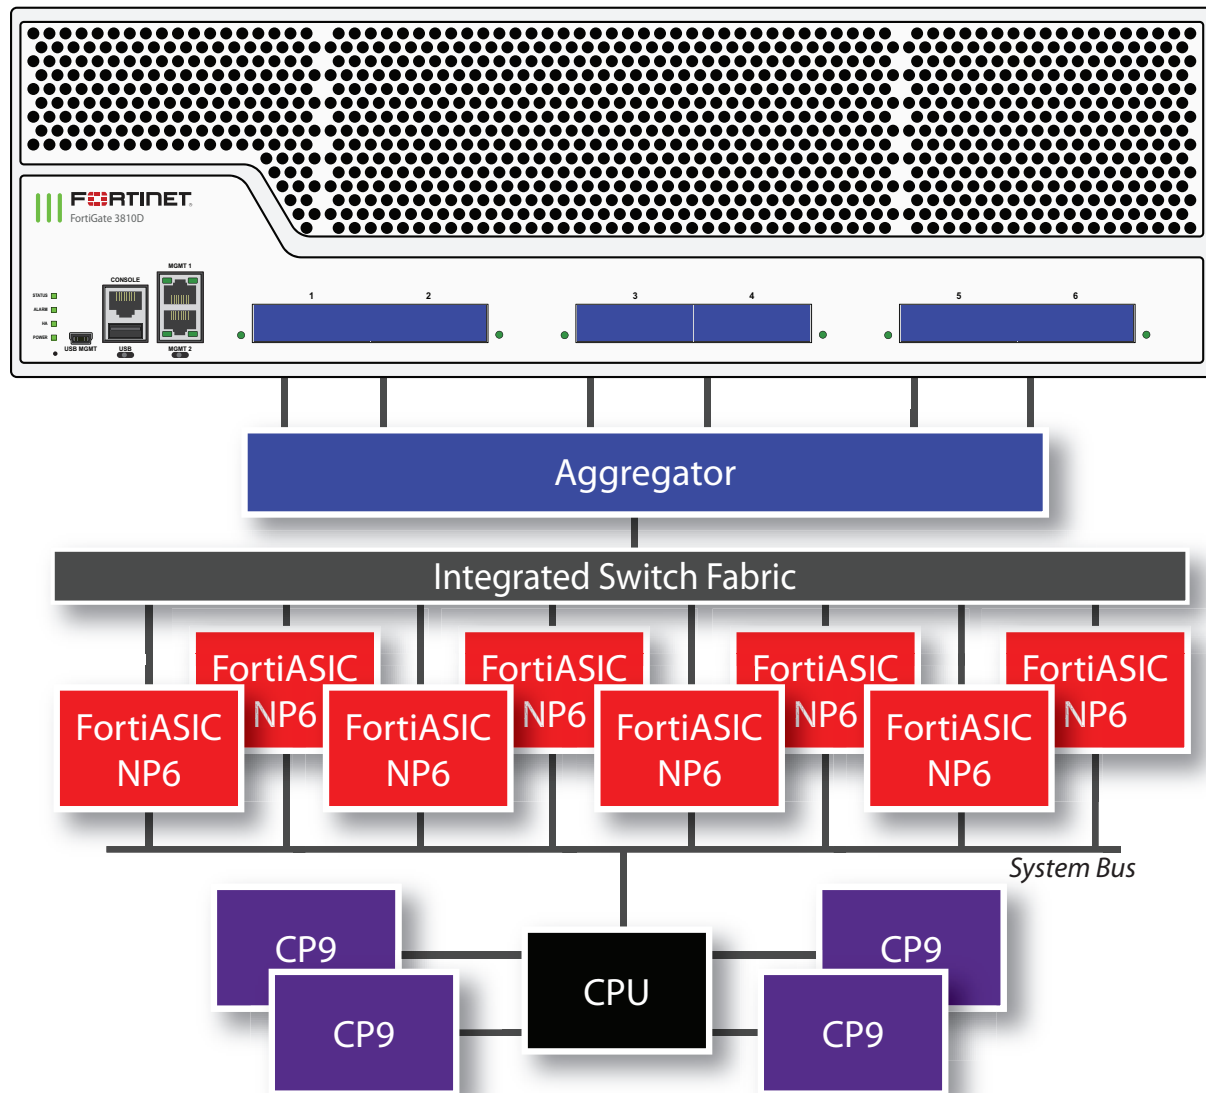 FORTINET
FortiGate 3810D
MGMT 1
CONSOLE
1 2 3 4 5 6
STATUS
ALARM
HA
POWER
USB MGMT USB MGMT 2
Aggregator
Integrated Switch Fabric
FortiASIC NP6
FortiASIC NP6
FortiASIC NP6
FortiASIC NP6
FortiASIC
NP6
FortiASIC
NP6
FortiASIC
NP6
FortiASIC
NP6
System Bus
CP9
CP9
CPU
CP9
CP9